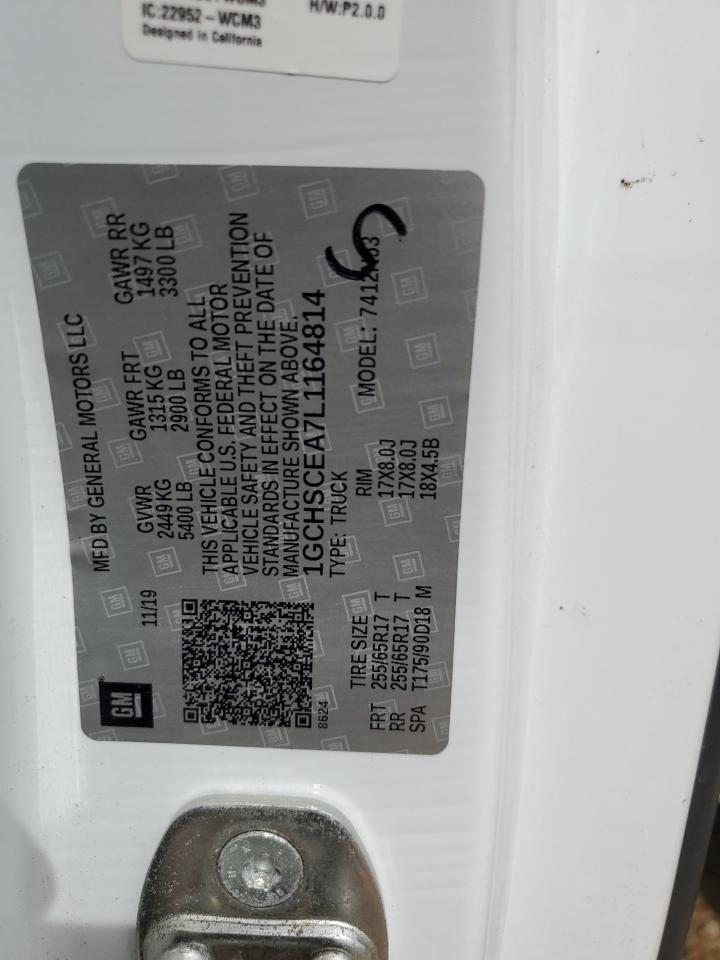 IC:22952-WCM3
H/W:P2.0.0
Designed in California
GM
MFD BY GENERAL MOTORS LLC
11/19
GVWR
2449 KG
5400 LB
GAWR FRT
1315 KG
2900 LB
GAWR RR
1497 KG
3300 LB
THIS VEHICLE CONFORMS TO ALL
APPLICABLE U.S. FEDERAL MOTOR
VEHICLE SAFETY AND THEFT PREVENTION
STANDARDS IN EFFECT ON THE DATE OF
MANUFACTURE SHOWN ABOVE.
1GCHSCEA7L1164814
8624
TYPE: TRUCK
MODEL:
TIRE SIZE RIM
FRT 255/65R17 T 17X8.0J
RR 255/65R17 T 17X8.0J
SPA T175/90D18 M 18X4.5B